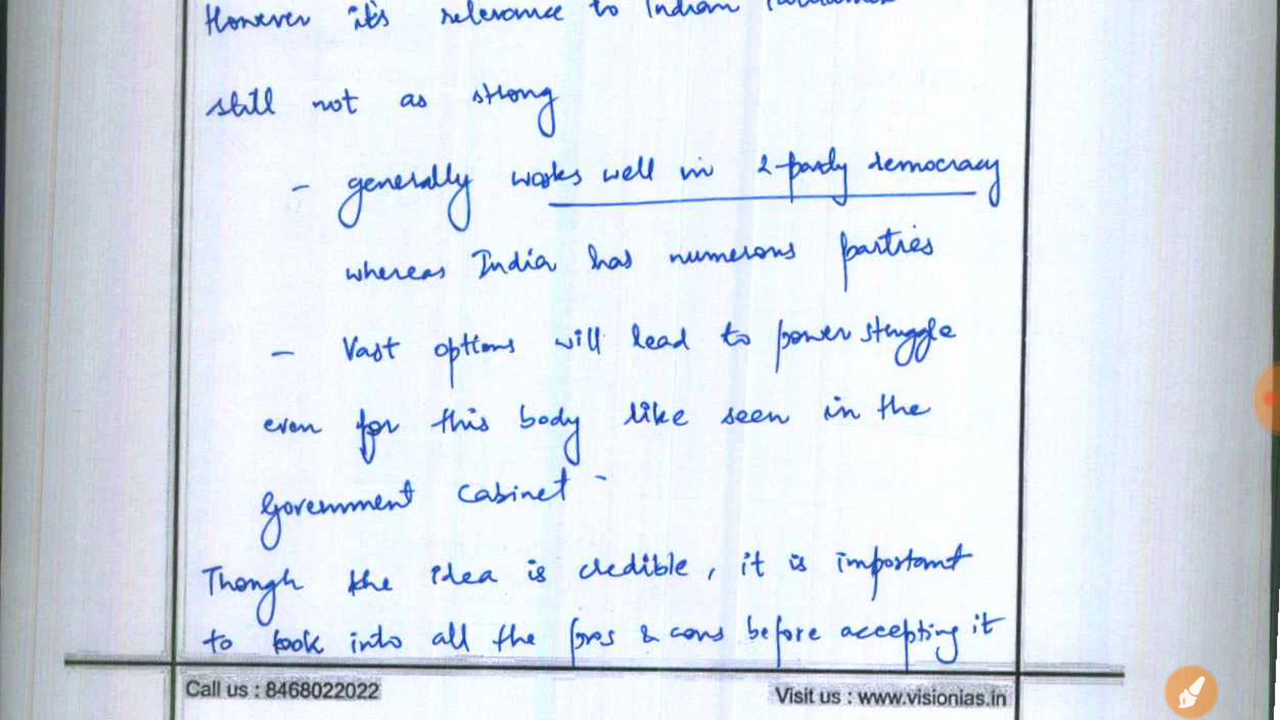 However it's relevance to Indian
still not as strong
- generally works well in 2-party democracy
whereas India has numerous parties
- Vast options will lead to power struggle
even for this body like seen in the
Government cabinet -
Though the idea is credible, it is important
to look into all the pros & cons before accepting it
Call us : 8468022022
Visit us : www.visionias.in